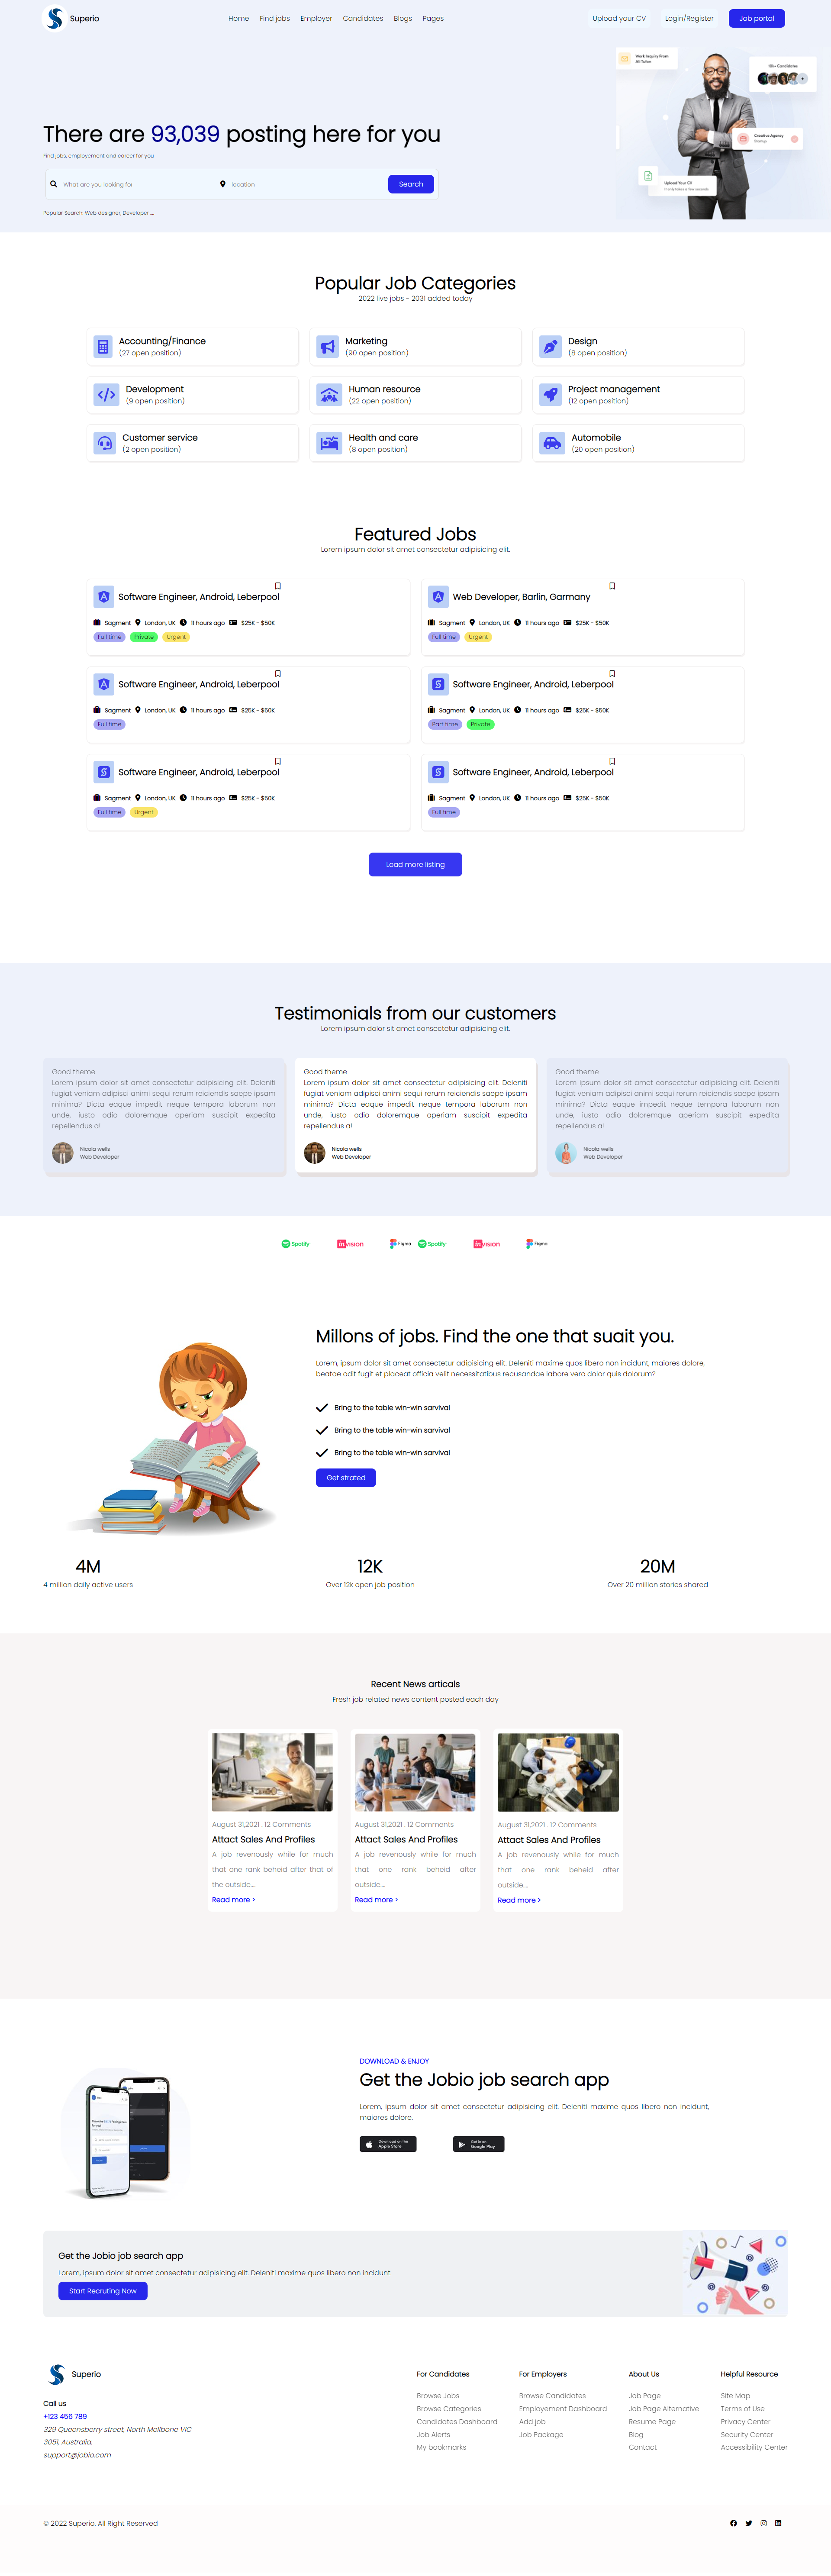 Superio
Home Find jobs Employer Candidates Blogs Pages
Upload your CV Login/Register Job portal
Work Inquiry From
Ali Tufan
10k+ Candidates
Creative Agency
Startup
Upload Your CV
It only takes a few seconds
There are 93,039 posting here for you
Find jobs, employement and career for you
What are you looking for
location
Search
Popular Search: Web designer, Developer ...
Popular Job Categories
2022 live jobs - 2031 added today
Accounting/Finance
(27 open position)
Marketing
(90 open position)
Design
(8 open position)
Development
(9 open position)
Human resource
(22 open position)
Project management
(12 open position)
Customer service
(2 open position)
Health and care
(8 open position)
Automobile
(20 open position)
Featured Jobs
Lorem ipsum dolor sit amet consectetur adipisicing elit.
Software Engineer, Android, Leberpool
Sagment London, UK 11 hours ago $25K - $50K
Full time Private Urgent
Web Developer, Barlin, Garmany
Sagment London, UK 11 hours ago $25K - $50K
Full time Urgent
Software Engineer, Android, Leberpool
Sagment London, UK 11 hours ago $25K - $50K
Full time
Software Engineer, Android, Leberpool
Sagment London, UK 11 hours ago $25K - $50K
Part time Private
Software Engineer, Android, Leberpool
Sagment London, UK 11 hours ago $25K - $50K
Full time Urgent
Software Engineer, Android, Leberpool
Sagment London, UK 11 hours ago $25K - $50K
Full time
Load more listing
Testimonials from our customers
Lorem ipsum dolor sit amet consectetur adipisicing elit.
Good theme
Lorem ipsum dolor sit amet consectetur adipisicing elit. Deleniti
fugiat veniam adipisci animi sequi rerum reiciendis saepe ipsam
minima? Dicta eaque impedit neque tempora laborum non
unde, iusto odio doloremque aperiam suscipit expedita
repellendus a!
Nicola wells
Web Developer
Good theme
Lorem ipsum dolor sit amet consectetur adipisicing elit. Deleniti
fugiat veniam adipisci animi sequi rerum reiciendis saepe ipsam
minima? Dicta eaque impedit neque tempora laborum non
unde, iusto odio doloremque aperiam suscipit expedita
repellendus a!
Nicola wells
Web Developer
Good theme
Lorem ipsum dolor sit amet consectetur adipisicing elit. Deleniti
fugiat veniam adipisci animi sequi rerum reiciendis saepe ipsam
minima? Dicta eaque impedit neque tempora laborum non
unde, iusto odio doloremque aperiam suscipit expedita
repellendus a!
Nicola wells
Web Developer
Spotify invision Figma Spotify invision Figma
Millons of jobs. Find the one that suait you.
Lorem, ipsum dolor sit amet consectetur adipisicing elit. Deleniti maxime quos libero non incidunt, maiores dolore,
beatae odit fugit et placeat officia velit necessitatibus recusandae labore vero dolor quis dolorum?
Bring to the table win-win sarvival
Bring to the table win-win sarvival
Bring to the table win-win sarvival
Get strated
4M
4 million daily active users
12K
Over 12k open job position
20M
Over 20 million stories shared
Recent News articals
Fresh job related news content posted each day
August 31,2021 . 12 Comments
Attact Sales And Profiles
A job revenously while for much
that one rank beheid after that of
the outside....
Read more >
August 31,2021 . 12 Comments
Attact Sales And Profiles
A job revenously while for much
that one rank beheid after
outside....
Read more >
August 31,2021 . 12 Comments
Attact Sales And Profiles
A job revenously while for much
that one rank beheid after
outside....
Read more >
DOWNLOAD & ENJOY
Get the Jobio job search app
Lorem, ipsum dolor sit amet consectetur adipisicing elit. Deleniti maxime quos libero non incidunt,
maiores dolore.
Download on the
Apple Store
Get it on
Google Play
Get the Jobio job search app
Lorem, ipsum dolor sit amet consectetur adipisicing elit. Deleniti maxime quos libero non incidunt.
Start Recruting Now
Superio
Call us
+123 456 789
329 Queensberry street, North Mellbone VIC
3051, Australia.
support@jobio.com
For Candidates
Browse Jobs
Browse Categories
Candidates Dashboard
Job Alerts
My bookmarks
For Employers
Browse Candidates
Employement Dashboard
Add job
Job Package
About Us
Job Page
Job Page Alternative
Resume Page
Blog
Contact
Helpful Resource
Site Map
Terms of Use
Privacy Center
Security Center
Accessibility Center
© 2022 Superio. All Right Reserved